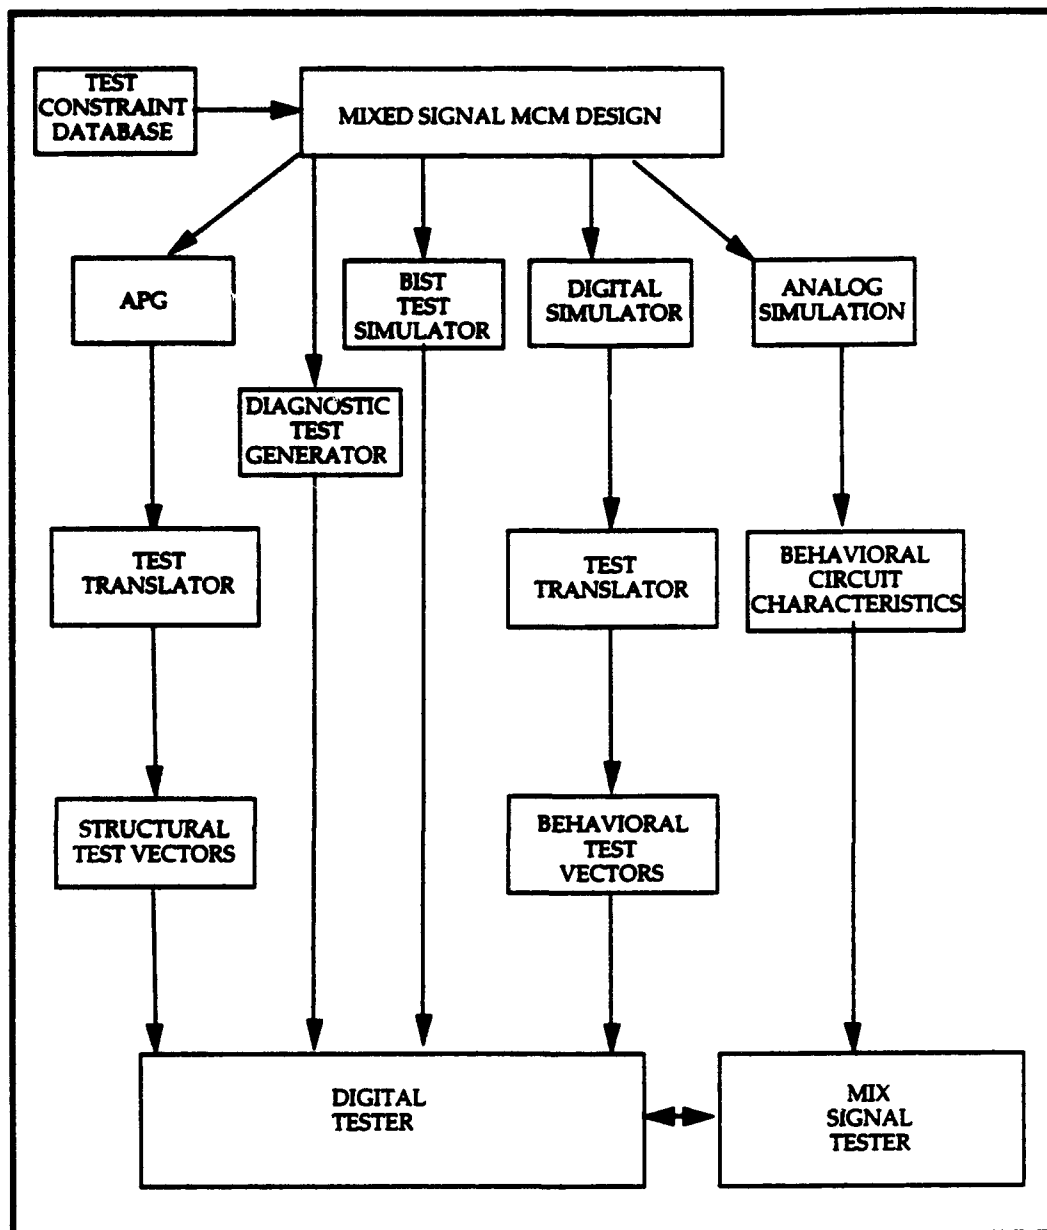 TEST
CONSTRAINT
DATABASE
MIXED SIGNAL MCM DESIGN
APG
BIST
TEST
SIMULATOR
DIGITAL
SIMULATOR
ANALOG
SIMULATION
DIAGNOSTIC
TEST
GENERATOR
TEST
TRANSLATOR
TEST
TRANSLATOR
BEHAVIORAL
CIRCUIT
CHARACTERISTICS
STRUCTURAL
TEST VECTORS
BEHAVIORAL
TEST
VECTORS
DIGITAL
TESTER
MIX
SIGNAL
TESTER